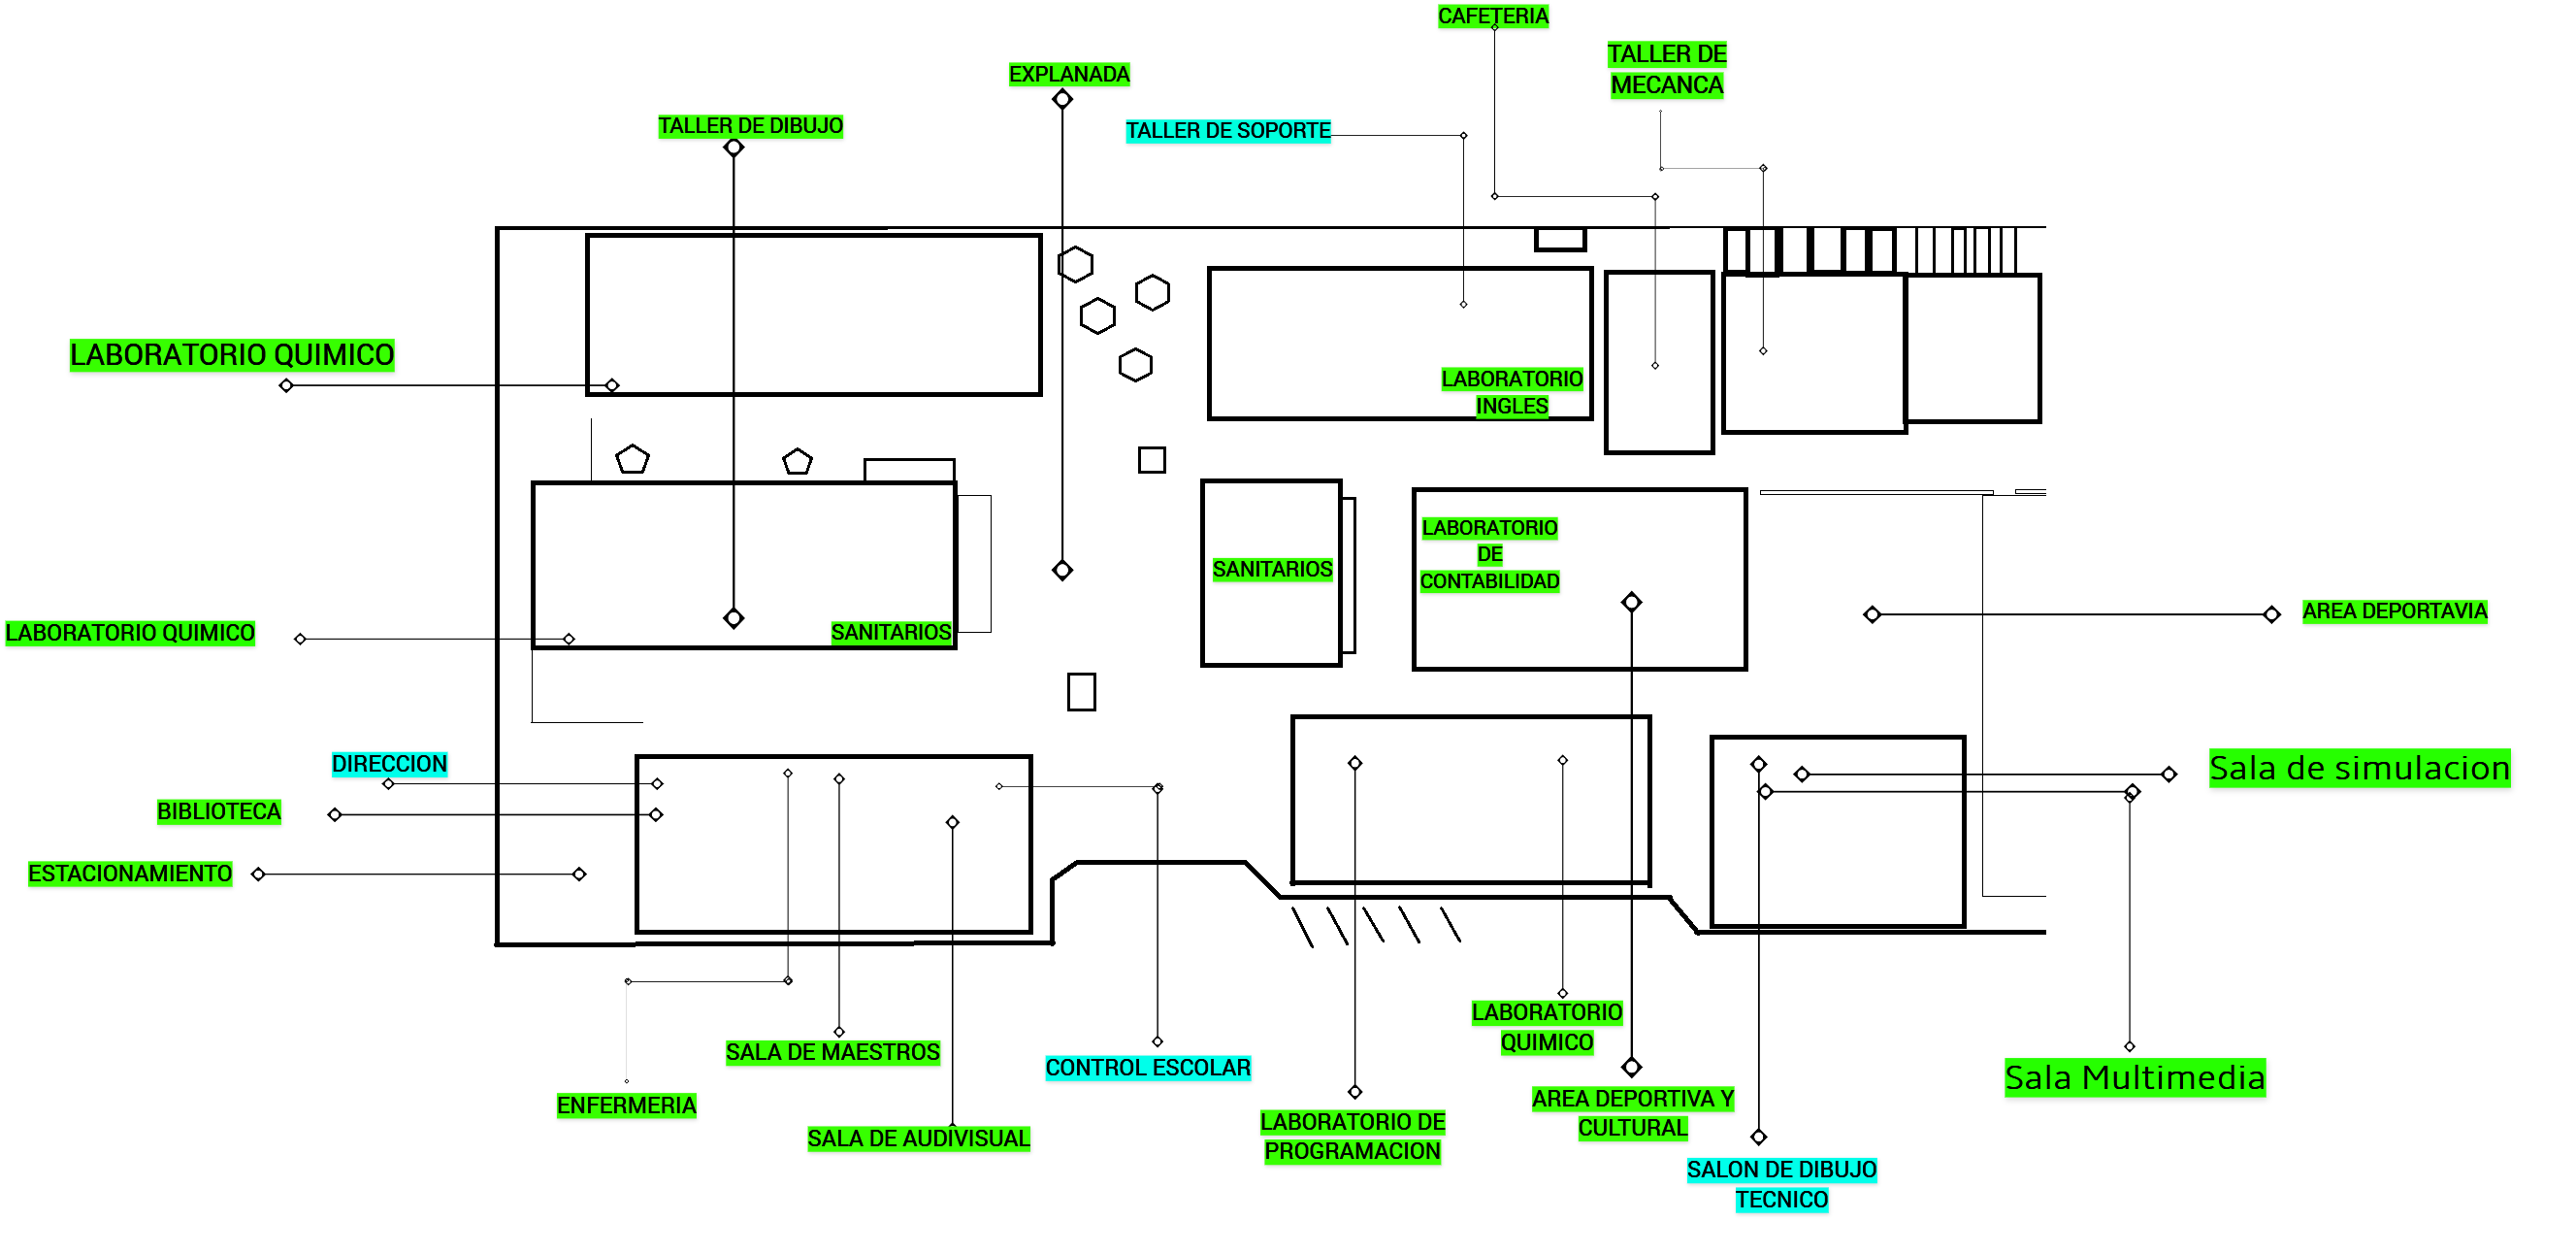 CAFETERIA
TALLER DE
MECANCA
EXPLANADA
TALLER DE DIBUJO
TALLER DE SOPORTE
LABORATORIO QUIMICO
LABORATORIO
INGLES
LABORATORIO
DE
CONTABILIDAD
SANITARIOS
AREA DEPORTAVIA
LABORATORIO QUIMICO
SANITARIOS
DIRECCION
Sala de simulacion
BIBLIOTECA
ESTACIONAMIENTO
LABORATORIO
QUIMICO
SALA DE MAESTROS
CONTROL ESCOLAR
Sala Multimedia
ENFERMERIA
AREA DEPORTIVA Y
CULTURAL
LABORATORIO DE
PROGRAMACION
SALA DE AUDIVISUAL
SALON DE DIBUJO
TECNICO